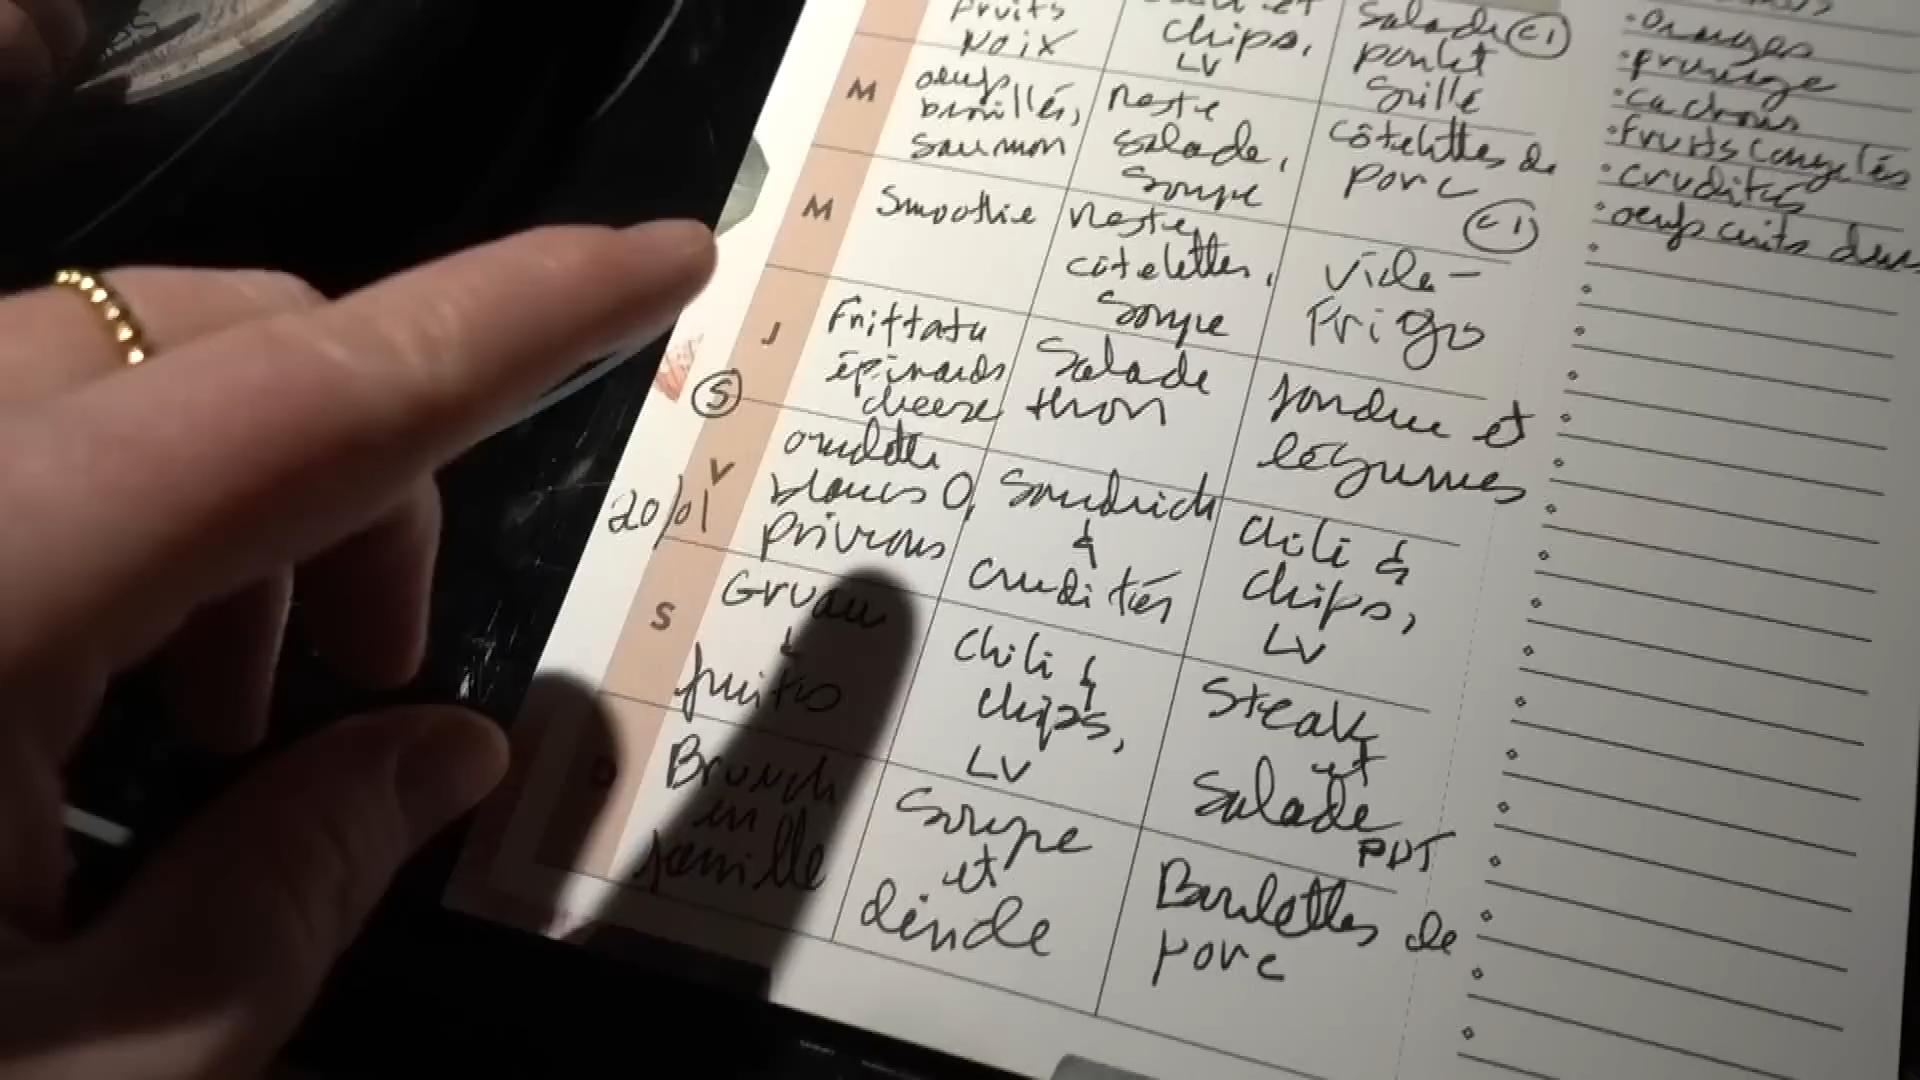 Fruits
Noix
et
chips,
LV
Salade C1
poulet
Grillé
M
oeufs
brouillés,
saumon
Reste
Salade,
soupe
côtelettes de
porc
C1
M
Smoothie
Reste
côtelettes,
soupe
Vide-
Frigo
J
Frittata
épinards
cheese
Salade
thon
fondue et
légumes
S
V
20/01
omelette
blancs O,
poivrons
Sandwich
&
crudités
Chili &
chips,
LV
S
Gruau
&
fruits
Chili &
chips,
LV
Steak
et
Salade
PDT
D
Brunch
en
famille
Soupe
et
dinde
Boulettes de
porc
• oranges
• fruits congelés
• crudités
• oeufs cuits durs